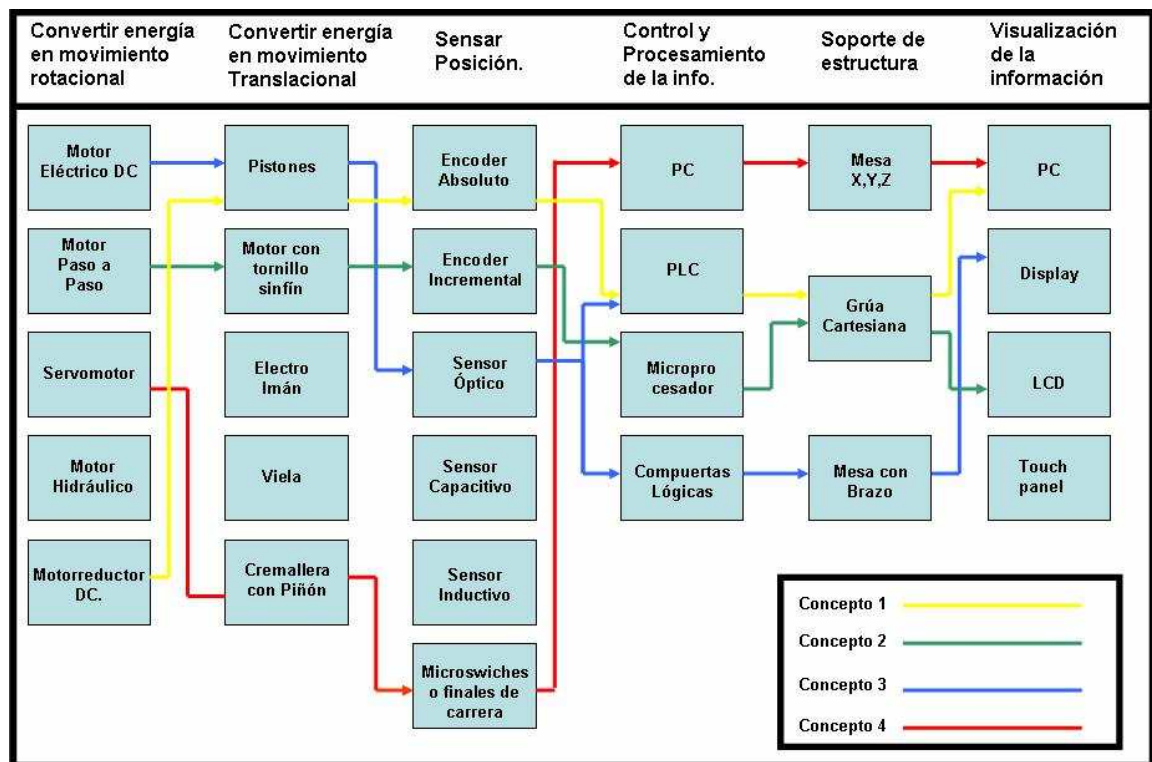 Convertir energía
en movimiento
rotacional
Convertir energía
en movimiento
Translacional
Sensar
Posición.
Control y
Procesamiento
de la info.
Soporte de
estructura
Visualización
de la
información
Motor
Eléctrico DC
Pistones
Encoder
Absoluto
PC
Mesa
X,Y,Z
PC
Motor
Paso a
Paso
Motor con
tornillo
sinfín
Encoder
Incremental
PLC
Grúa
Cartesiana
Display
Servomotor
Electro
Imán
Sensor
Óptico
Micropro
cesador
LCD
Motor
Hidráulico
Viela
Sensor
Capacitivo
Compuertas
Lógicas
Mesa con
Brazo
Touch
panel
Motorreductor
DC.
Cremallera
con Piñón
Sensor
Inductivo
Microswiches
o finales de
carrera
Concepto 1
Concepto 2
Concepto 3
Concepto 4